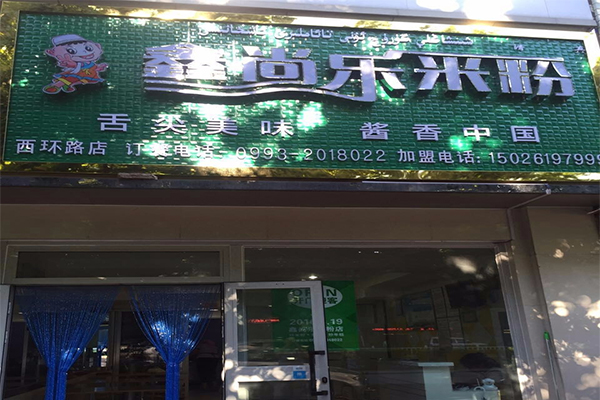 鑫尚乐米粉
舌尖美味 酱香中国
西环路店 订餐电话:0993-2018022 加盟电话:15026197999
OPEN